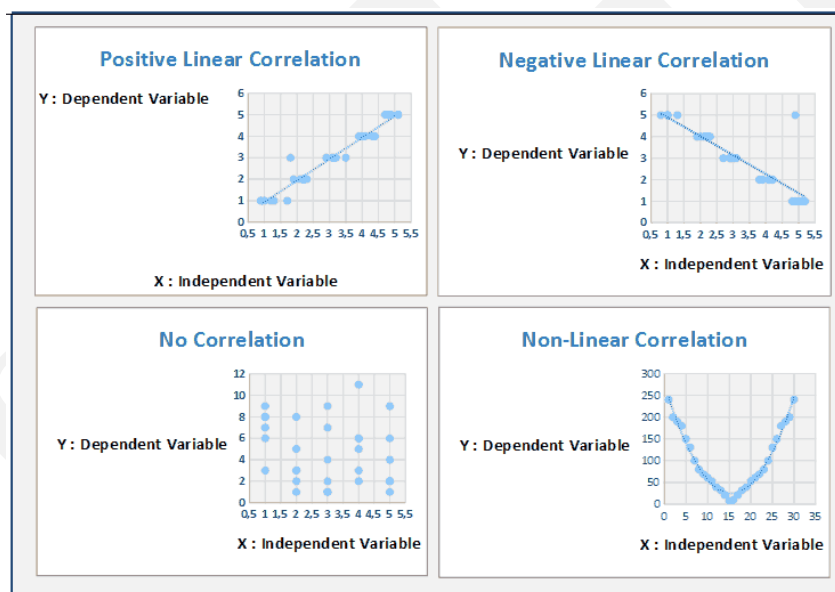 Positive Linear Correlation
Y : Dependent Variable
6
5
4
3
2
1
0
0,5 1 1,5 2 2,5 3 3,5 4 4,5 5 5,5
X : Independent Variable
Negative Linear Correlation
Y : Dependent Variable
6
5
4
3
2
1
0
0,5 1 1,5 2 2,5 3 3,5 4 4,5 5 5,5
X : Independent Variable
No Correlation
Y : Dependent Variable
12
10
8
6
4
2
0
0,5 1 1,5 2 2,5 3 3,5 4 4,5 5 5,5
X : Independent Variable
Non-Linear Correlation
Y : Dependent Variable
300
250
200
150
100
50
0
0 5 10 15 20 25 30 35
X : Independent Variable